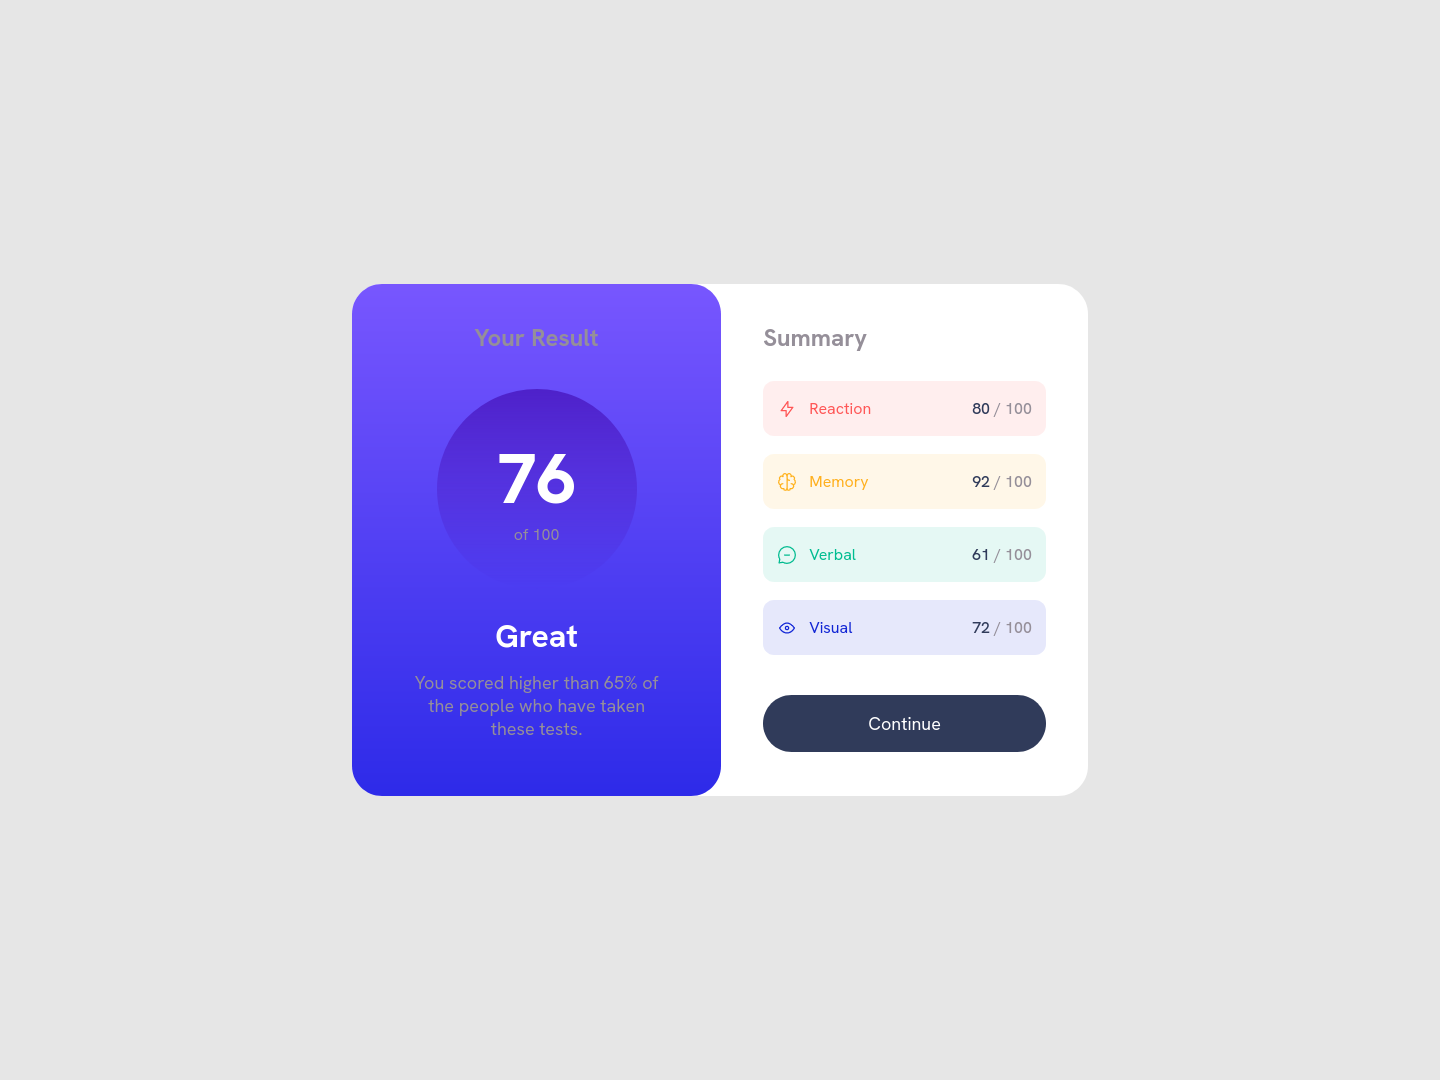 Your Result
76
of 100
Great
You scored higher than 65% of
the people who have taken
these tests.
Summary
Reaction 80 / 100
Memory 92 / 100
Verbal 61 / 100
Visual 72 / 100
Continue